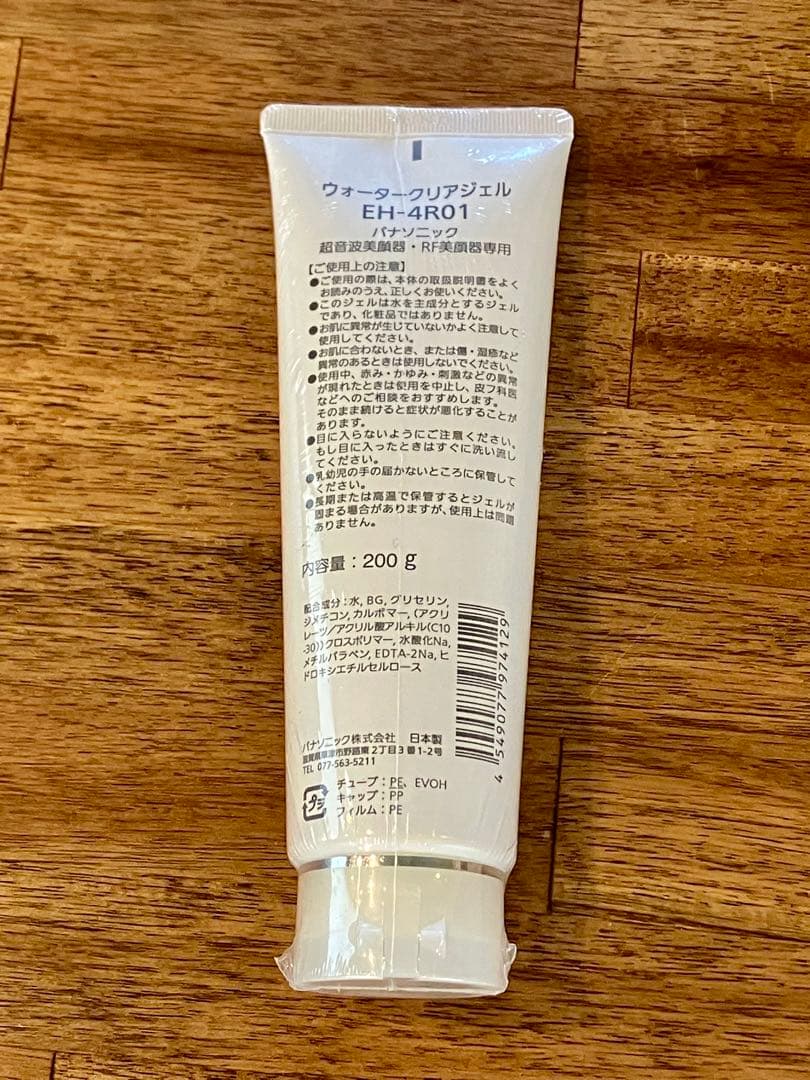 ウォータークリアジェル
EH-4R01
パナソニック
超音波美顔器・RF美顔器専用
【ご使用上の注意】
●ご使用の際は、本体の取扱説明書をよく
お読みのうえ、正しくお使いください。
●このジェルは水を主成分とするジェル
であり、化粧品ではありません。
●お肌に異常が生じていないかよく注意して
使用してください。
●お肌に合わないとき、または傷・湿疹など
異常のあるときは使用しないでください。
●使用中、赤み・かゆみ・刺激などの異常
が現れたときは使用を中止し、皮フ科医
などへのご相談をおすすめします。
そのまま続けると症状が悪化することが
あります。
●目に入らないようにご注意ください。
もし目に入ったときはすぐに洗い流し
てください。
●乳幼児の手の届かないところに保管して
ください。
●長期または高温で保管するとジェルが
固まる場合がありますが、使用上は問題
ありません。
内容量:200g
配合成分:水, BG, グリセリン,
ジメチコン, カルボマー, (アクリ
レーツ/アクリル酸アルキル(C10
-30))クロスポリマー, 水酸化Na,
メチルパラベン, EDTA-2Na, ヒ
ドロキシエチルセルロース
4 549077 974129
パナソニック株式会社 日本製
滋賀県草津市野路東2丁目3番1-2号
TEL 077-563-5211
プラ
チューブ:PE、EVOH
キャップ:PP
フィルム:PE